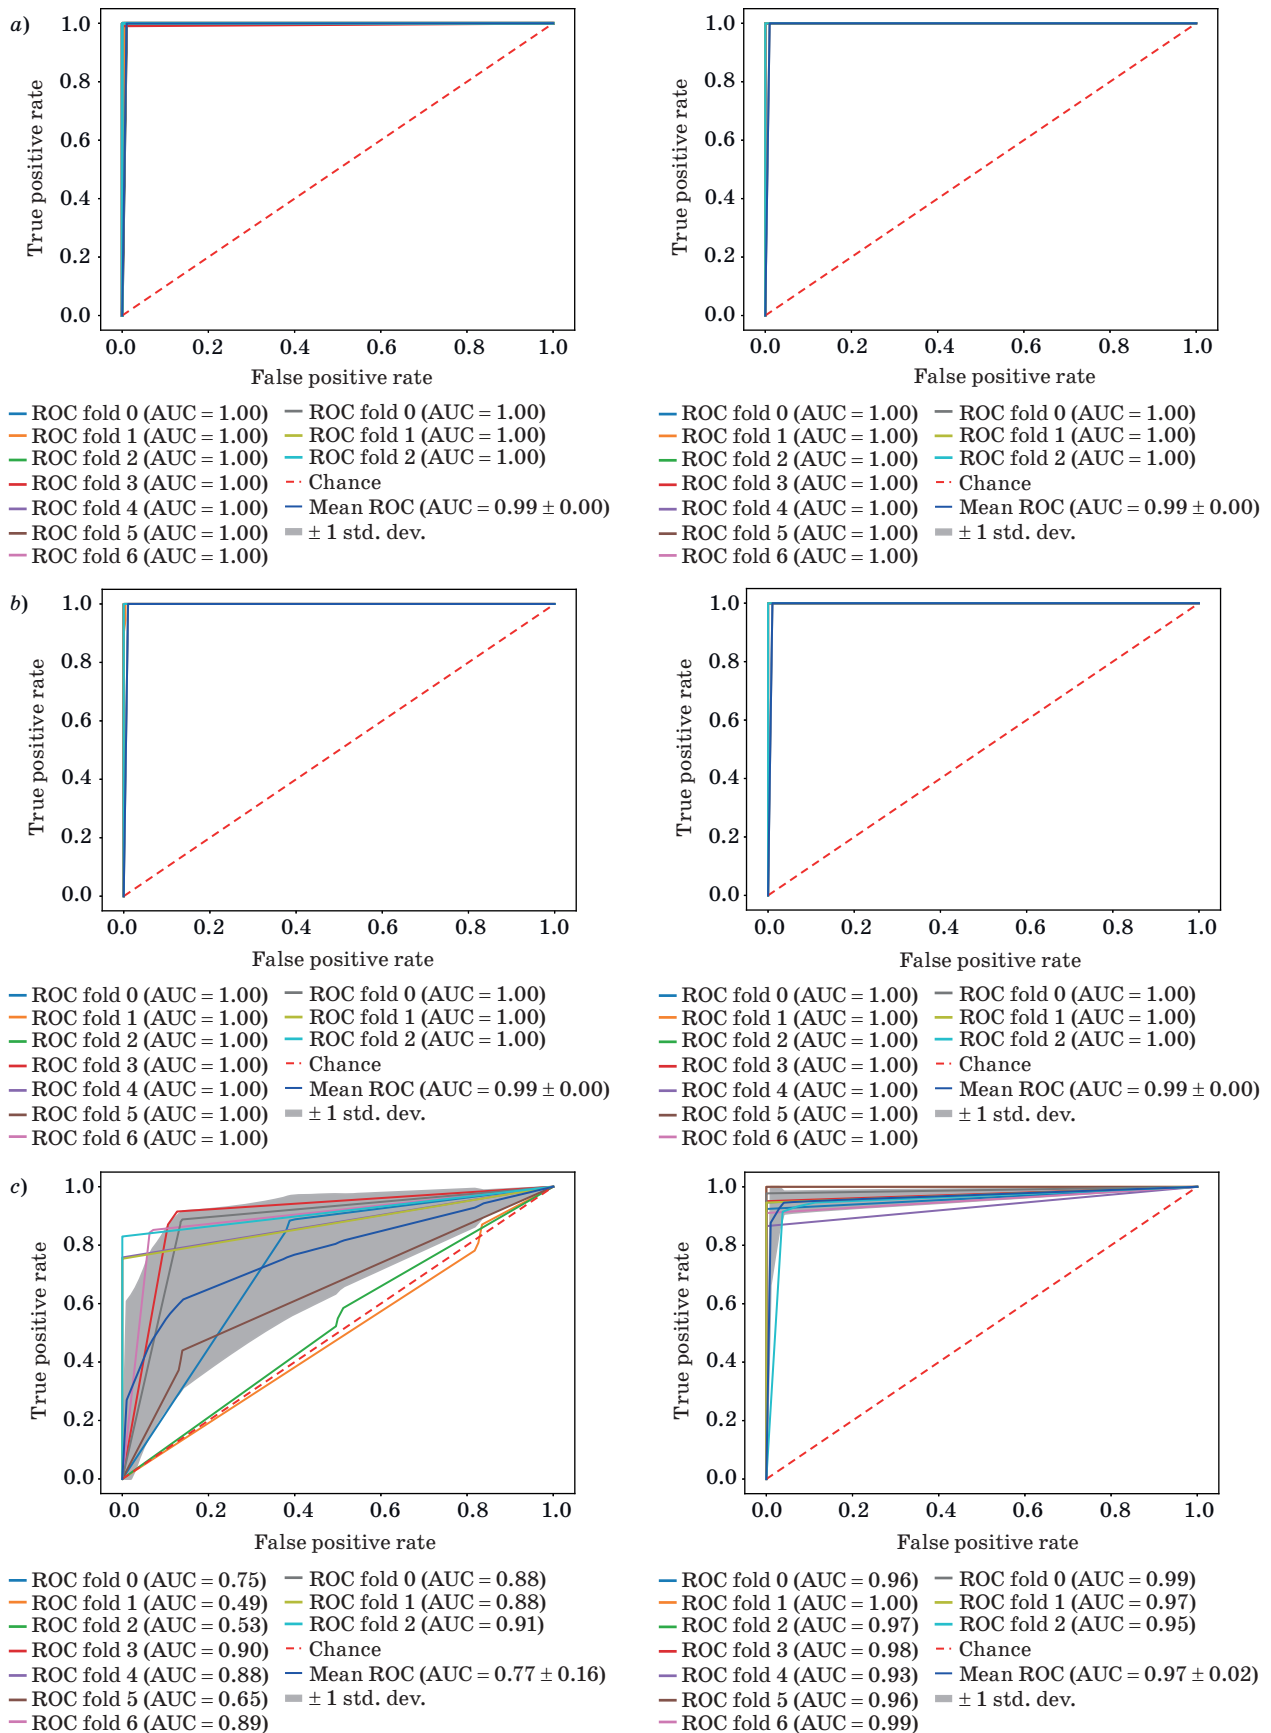 a)
True positive rate
1.0
0.8
0.6
0.4
0.2
0.0
0.0 0.2 0.4 0.6 0.8 1.0
False positive rate
ROC fold 0 (AUC = 1.00)
ROC fold 1 (AUC = 1.00)
ROC fold 2 (AUC = 1.00)
ROC fold 3 (AUC = 1.00)
ROC fold 4 (AUC = 1.00)
ROC fold 5 (AUC = 1.00)
ROC fold 6 (AUC = 1.00)
ROC fold 0 (AUC = 1.00)
ROC fold 1 (AUC = 1.00)
ROC fold 2 (AUC = 1.00)
Chance
Mean ROC (AUC = 0.99 ± 0.00)
± 1 std. dev.
True positive rate
1.0
0.8
0.6
0.4
0.2
0.0
0.0 0.2 0.4 0.6 0.8 1.0
False positive rate
ROC fold 0 (AUC = 1.00)
ROC fold 1 (AUC = 1.00)
ROC fold 2 (AUC = 1.00)
ROC fold 3 (AUC = 1.00)
ROC fold 4 (AUC = 1.00)
ROC fold 5 (AUC = 1.00)
ROC fold 6 (AUC = 1.00)
ROC fold 0 (AUC = 1.00)
ROC fold 1 (AUC = 1.00)
ROC fold 2 (AUC = 1.00)
Chance
Mean ROC (AUC = 0.99 ± 0.00)
± 1 std. dev.
b)
True positive rate
1.0
0.8
0.6
0.4
0.2
0.0
0.0 0.2 0.4 0.6 0.8 1.0
False positive rate
ROC fold 0 (AUC = 1.00)
ROC fold 1 (AUC = 1.00)
ROC fold 2 (AUC = 1.00)
ROC fold 3 (AUC = 1.00)
ROC fold 4 (AUC = 1.00)
ROC fold 5 (AUC = 1.00)
ROC fold 6 (AUC = 1.00)
ROC fold 0 (AUC = 1.00)
ROC fold 1 (AUC = 1.00)
ROC fold 2 (AUC = 1.00)
Chance
Mean ROC (AUC = 0.99 ± 0.00)
± 1 std. dev.
True positive rate
1.0
0.8
0.6
0.4
0.2
0.0
0.0 0.2 0.4 0.6 0.8 1.0
False positive rate
ROC fold 0 (AUC = 1.00)
ROC fold 1 (AUC = 1.00)
ROC fold 2 (AUC = 1.00)
ROC fold 3 (AUC = 1.00)
ROC fold 4 (AUC = 1.00)
ROC fold 5 (AUC = 1.00)
ROC fold 6 (AUC = 1.00)
ROC fold 0 (AUC = 1.00)
ROC fold 1 (AUC = 1.00)
ROC fold 2 (AUC = 1.00)
Chance
Mean ROC (AUC = 0.99 ± 0.00)
± 1 std. dev.
c)
True positive rate
1.0
0.8
0.6
0.4
0.2
0.0
0.0 0.2 0.4 0.6 0.8 1.0
False positive rate
ROC fold 0 (AUC = 0.75)
ROC fold 1 (AUC = 0.49)
ROC fold 2 (AUC = 0.53)
ROC fold 3 (AUC = 0.90)
ROC fold 4 (AUC = 0.88)
ROC fold 5 (AUC = 0.65)
ROC fold 6 (AUC = 0.89)
ROC fold 0 (AUC = 0.88)
ROC fold 1 (AUC = 0.88)
ROC fold 2 (AUC = 0.91)
Chance
Mean ROC (AUC = 0.77 ± 0.16)
± 1 std. dev.
True positive rate
1.0
0.8
0.6
0.4
0.2
0.0
0.0 0.2 0.4 0.6 0.8 1.0
False positive rate
ROC fold 0 (AUC = 0.96)
ROC fold 1 (AUC = 1.00)
ROC fold 2 (AUC = 0.97)
ROC fold 3 (AUC = 0.98)
ROC fold 4 (AUC = 0.93)
ROC fold 5 (AUC = 0.96)
ROC fold 6 (AUC = 0.99)
ROC fold 0 (AUC = 0.99)
ROC fold 1 (AUC = 0.97)
ROC fold 2 (AUC = 0.95)
Chance
Mean ROC (AUC = 0.97 ± 0.02)
± 1 std. dev.